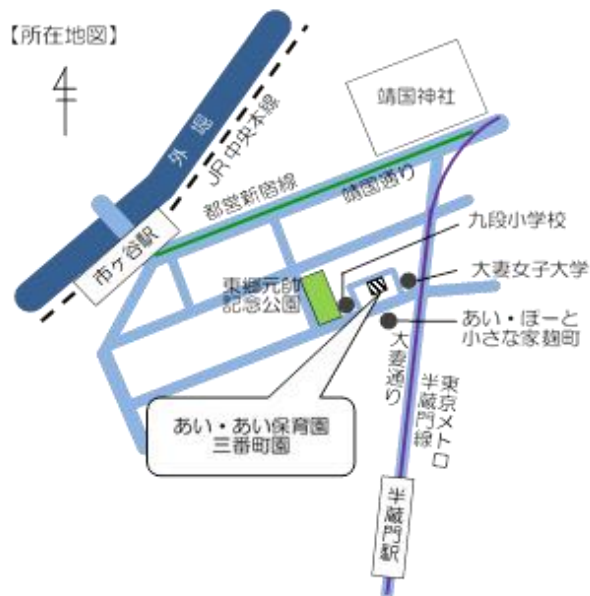 【所在地図】
靖国神社
外堀
JR中央本線
都営新宿線
靖国通り
市ヶ谷駅
九段小学校
東郷元帥
記念公園
大妻女子大学
あい・ぽーと
小さな家麹町
大妻通り
東京メトロ
半蔵門線
あい・あい保育園
三番町園
半蔵門駅